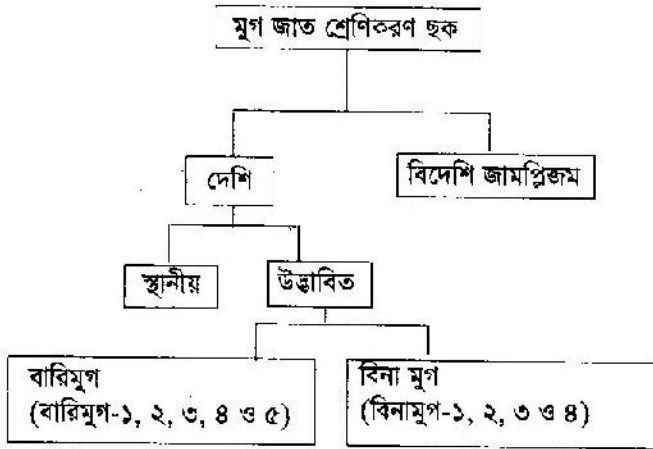 মুগ জাত শ্রেণিকরণ ছক
দেশি
বিদেশি জার্মপ্লিজম
স্থানীয়
উদ্ভাবিত
বারিমুগ
(বারিমুগ-১, ২, ৩, ৪ ও ৫)
বিনা মুগ
(বিনামুগ-১, ২, ৩ ও ৪)